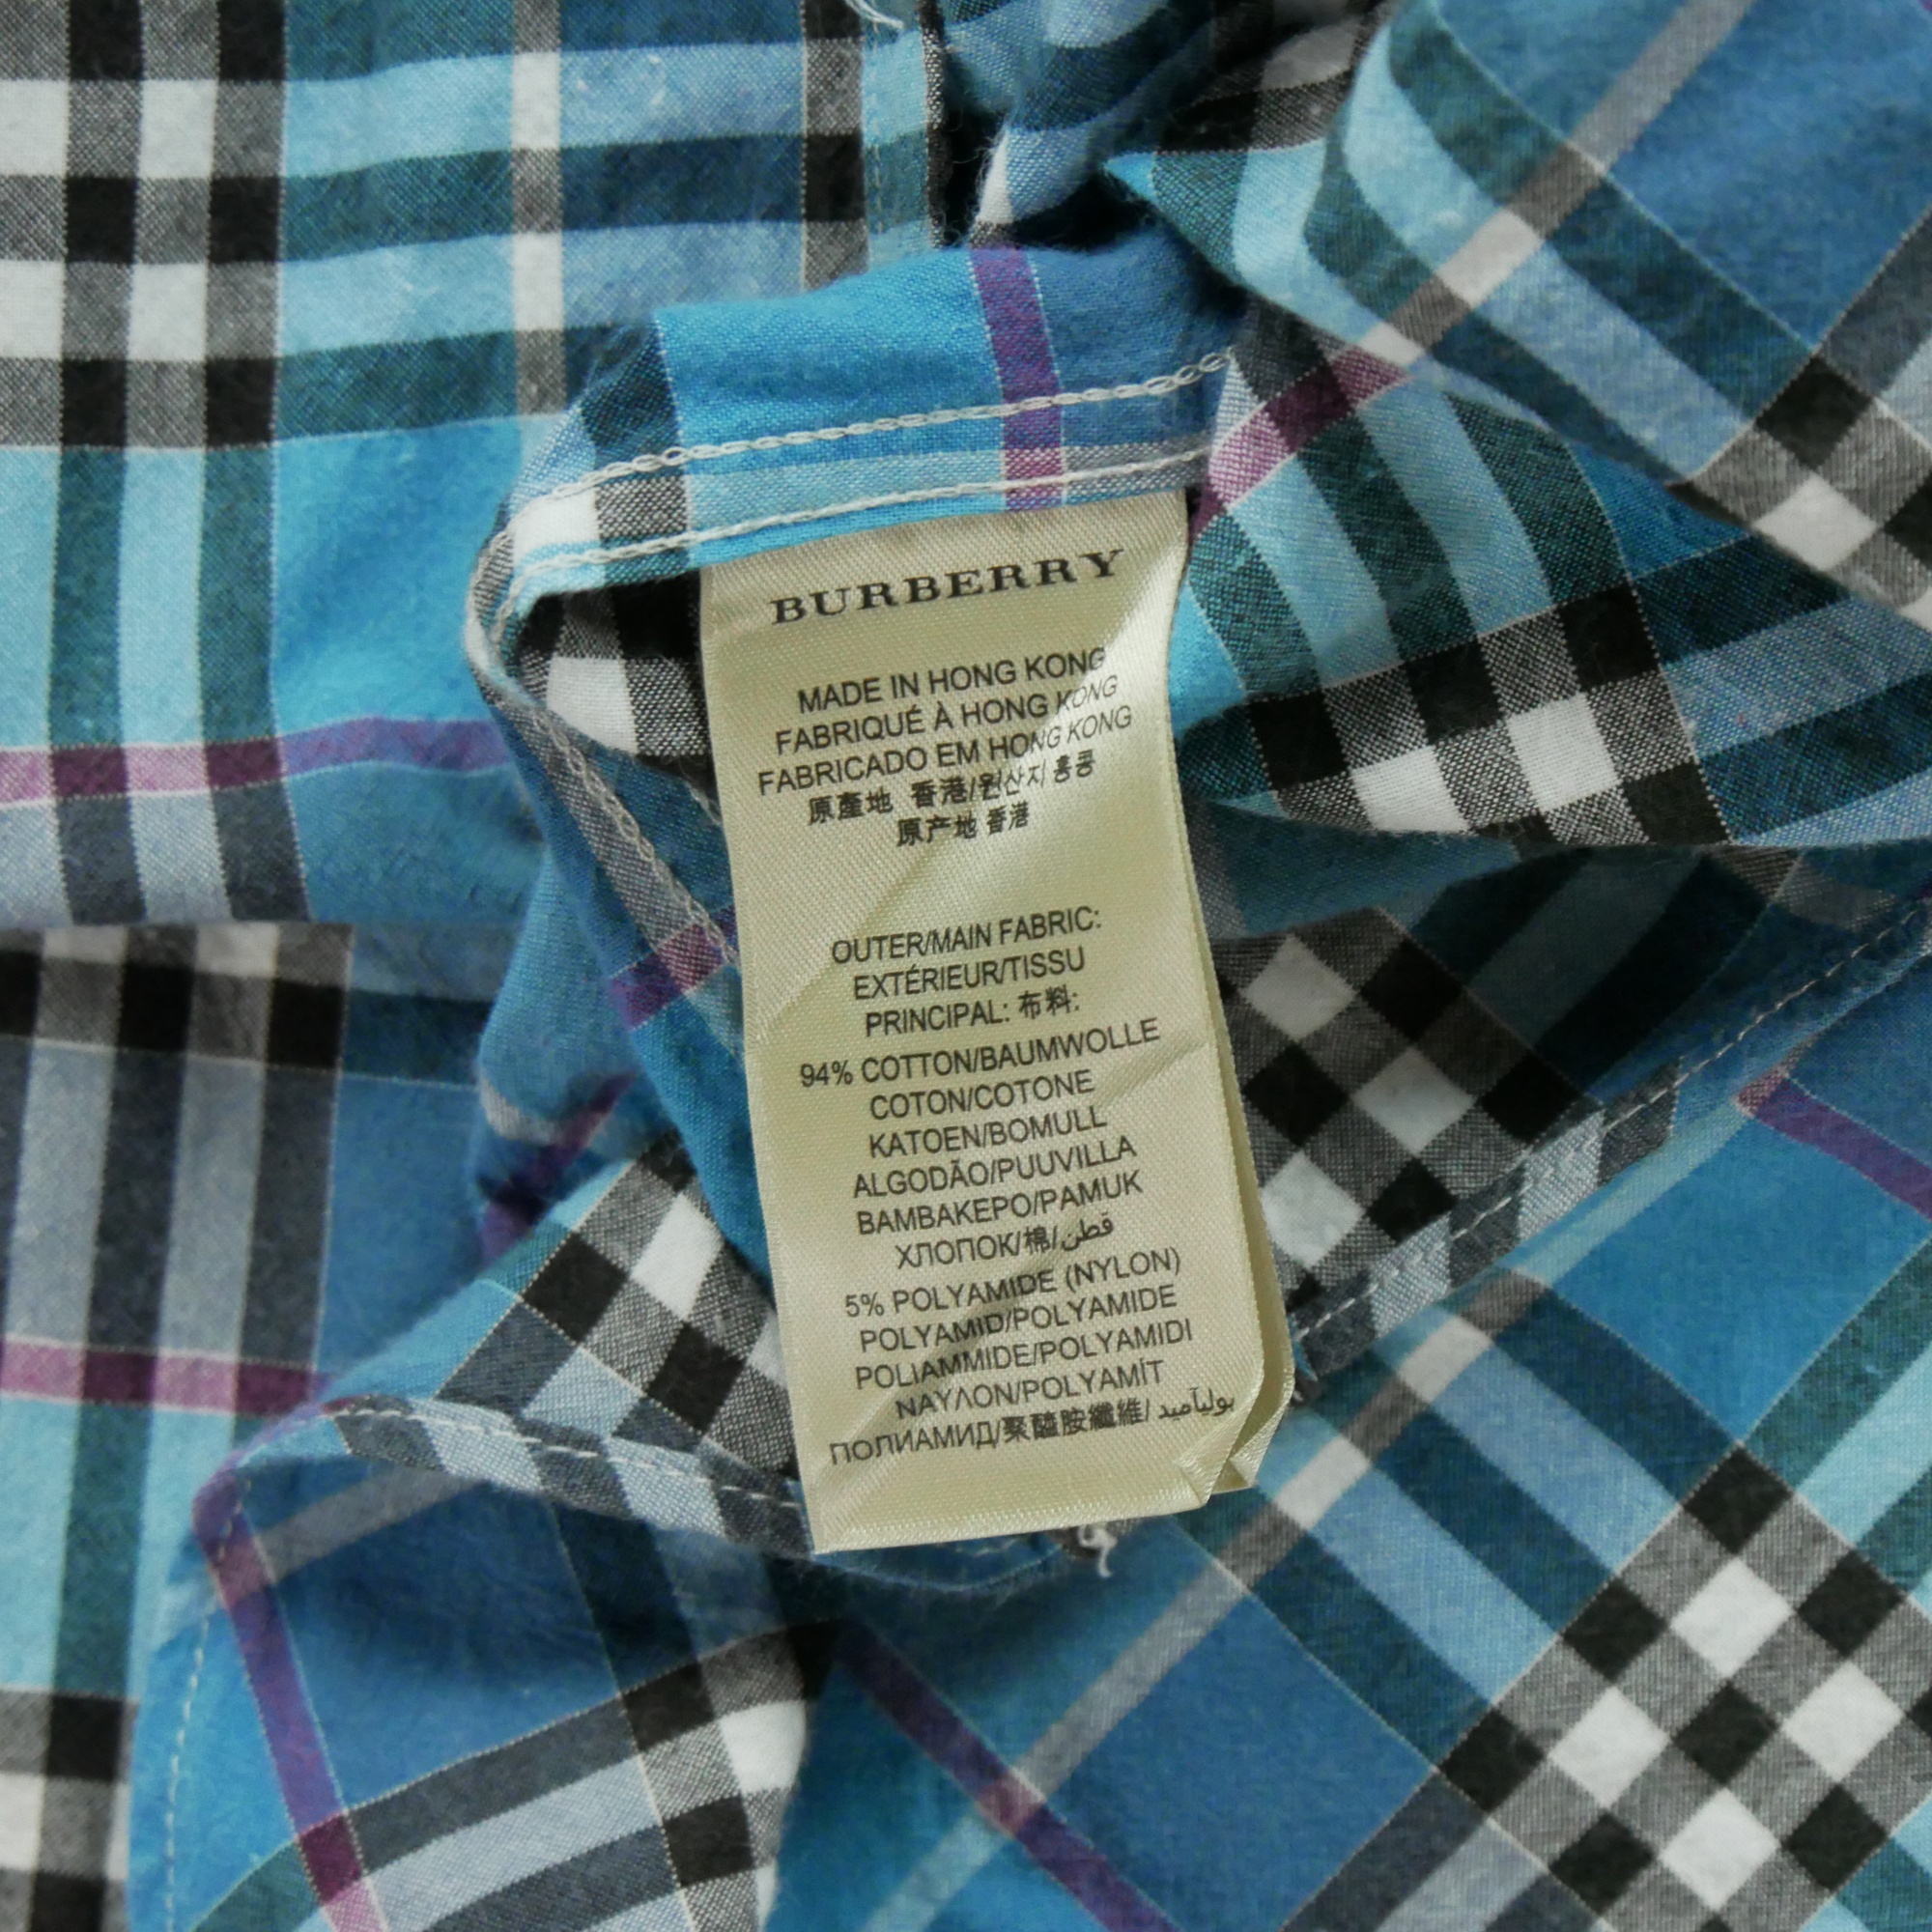 BURBERRY
MADE IN HONG KONG
FABRIQUÉ À HONG KONG
FABRICADO EM HONG KONG
原產地 香港/원산지 홍콩
原产地 香港
OUTER/MAIN FABRIC:
EXTÉRIEUR/TISSU
PRINCIPAL: 布料:
94% COTTON/BAUMWOLLE
COTON/COTONE
KATOEN/BOMULL
ALGODÃO/PUUVILLA
ΒΑΜΒΑΚΕΡΟ/PAMUK
ХЛОПОК/棉/قطن
5% POLYAMIDE (NYLON)
POLYAMID/POLYAMIDE
POLIAMMIDE/POLYAMIDI
ΝΑΥΛΟΝ/POLYAMİT
ПОЛИАМИД/聚醯胺纖維/ بوليآميد